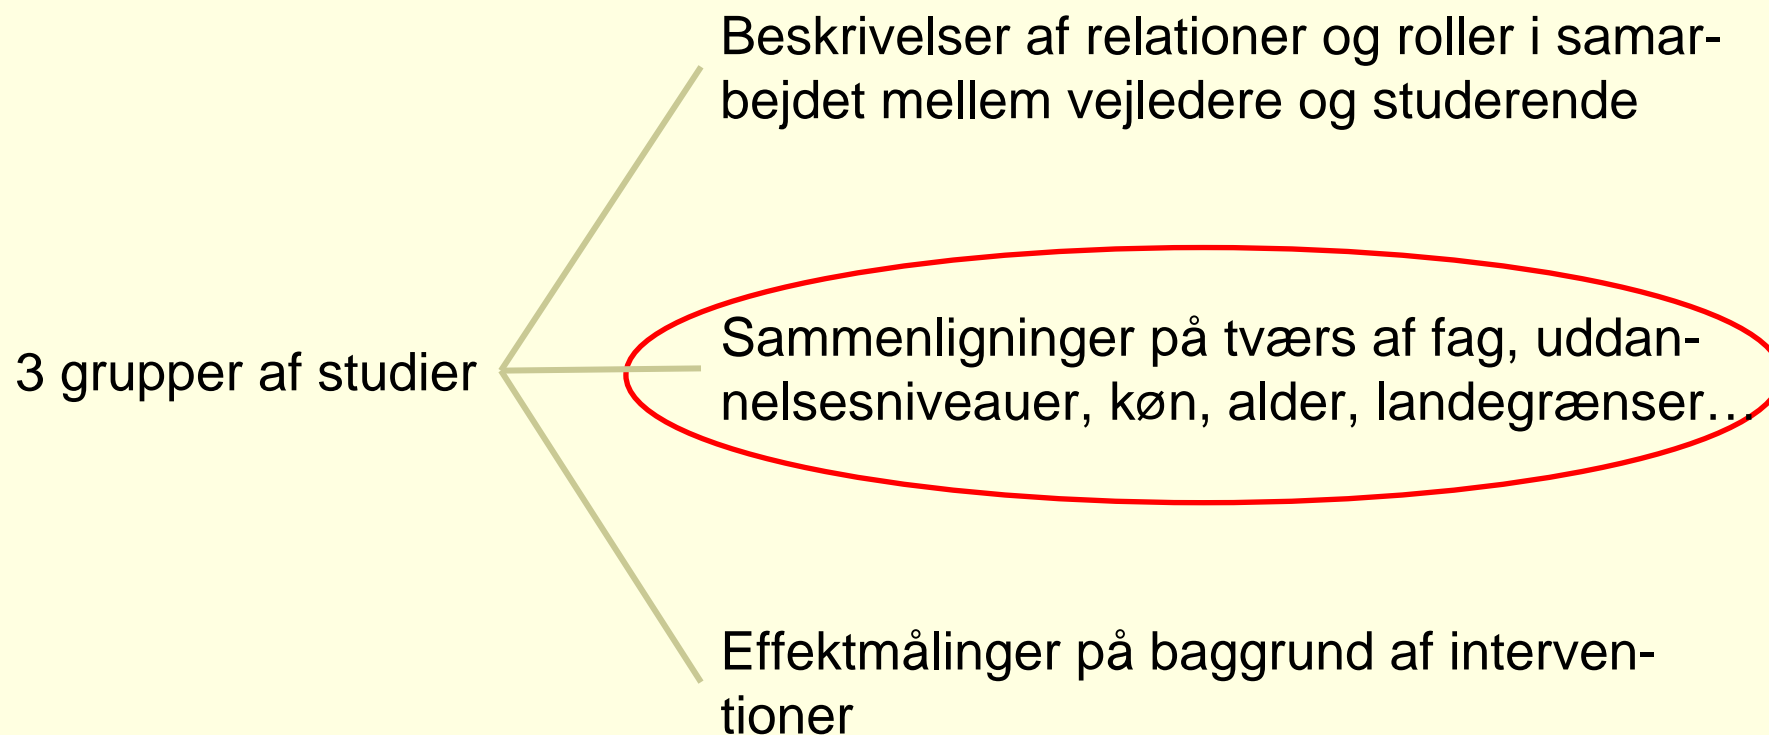 Beskrivelser af relationer og roller i samar-
bejdet mellem vejledere og studerende
3 grupper af studier
Sammenligninger på tværs af fag, uddan-
nelsesniveauer, køn, alder, landegrænser…
Effektmålinger på baggrund af interven-
tioner